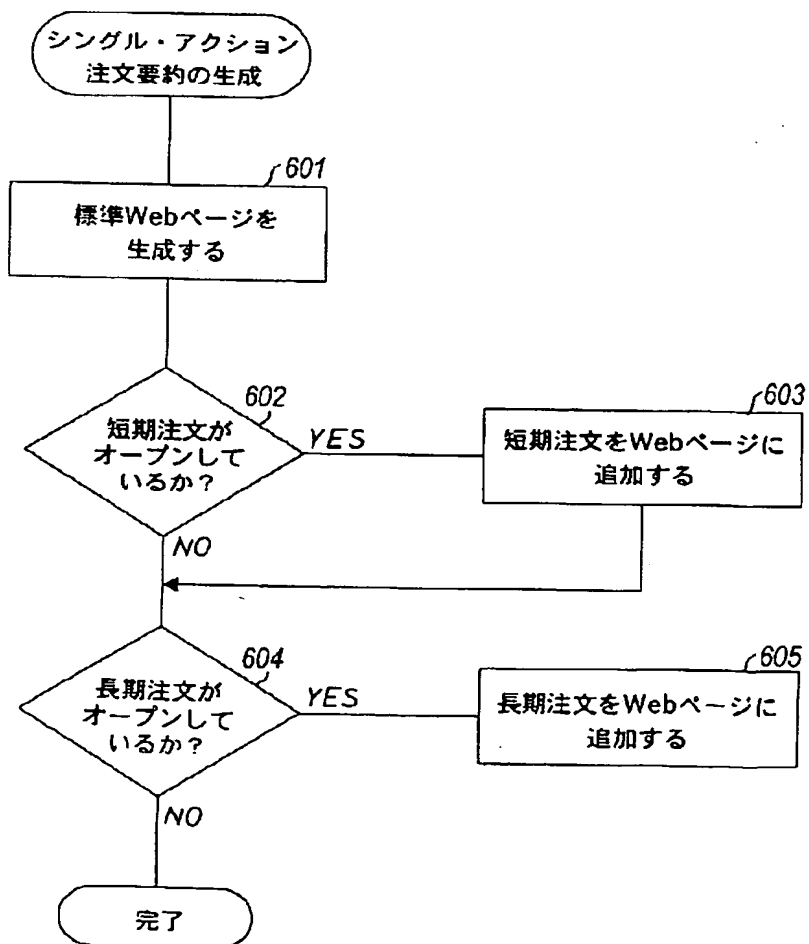 シングル・アクション
注文要約の生成
601
標準Webページを
生成する
602
短期注文が
オープンして
いるか？
YES
603
短期注文をWebページに
追加する
NO
604
長期注文が
オープンして
いるか？
YES
605
長期注文をWebページに
追加する
NO
完了